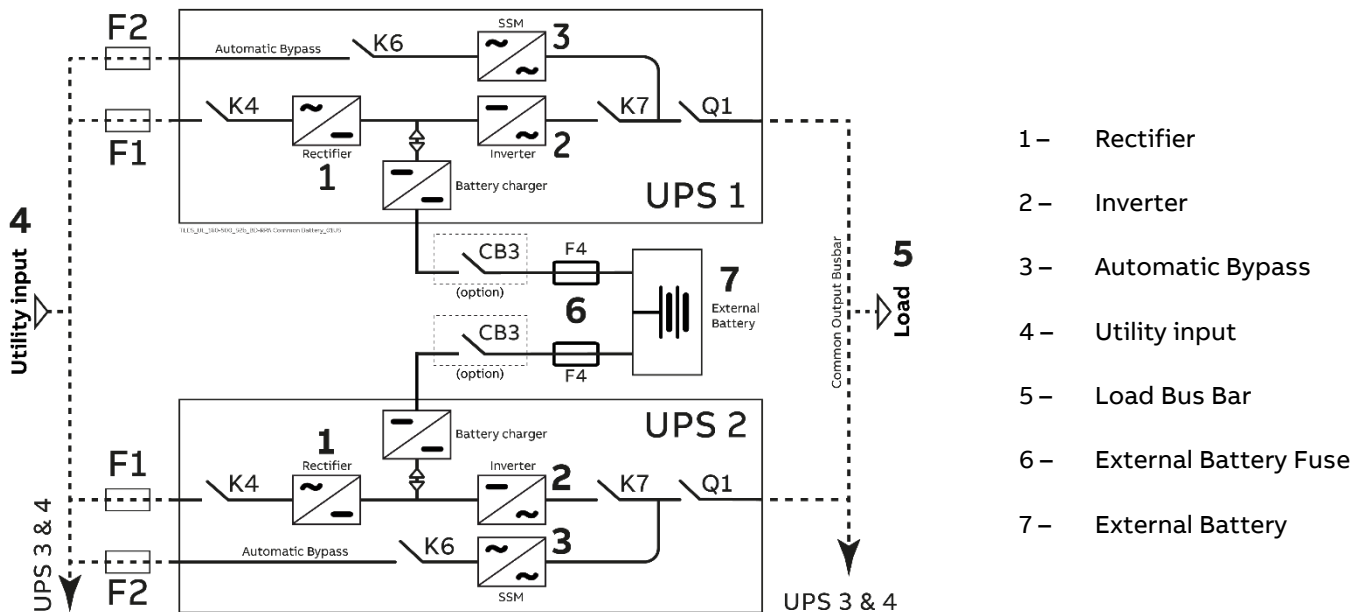 F2
Automatic Bypass
K6
SSM
3
F1
K4
Rectifier
1
Inverter
2
K7
Q1
Battery charger
UPS 1
4
Utility input
CB3
(option)
F4
6
7
External
Battery
CB3
(option)
F4
Common Output Busbar
5
Load
UPS 2
Battery charger
F1
K4
1
Rectifier
Inverter
2
K7
Q1
Automatic Bypass
K6
3
SSM
F2
UPS 3 & 4
UPS 3 & 4
1 – Rectifier
2 – Inverter
3 – Automatic Bypass
4 – Utility input
5 – Load Bus Bar
6 – External Battery Fuse
7 – External Battery